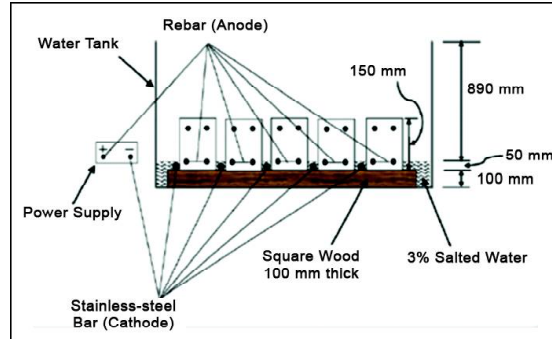 Rebar (Anode)
Water Tank
150 mm
890 mm
+ −
50 mm
100 mm
Power Supply
Square Wood
100 mm thick
3% Salted Water
Stainless-steel
Bar (Cathode)